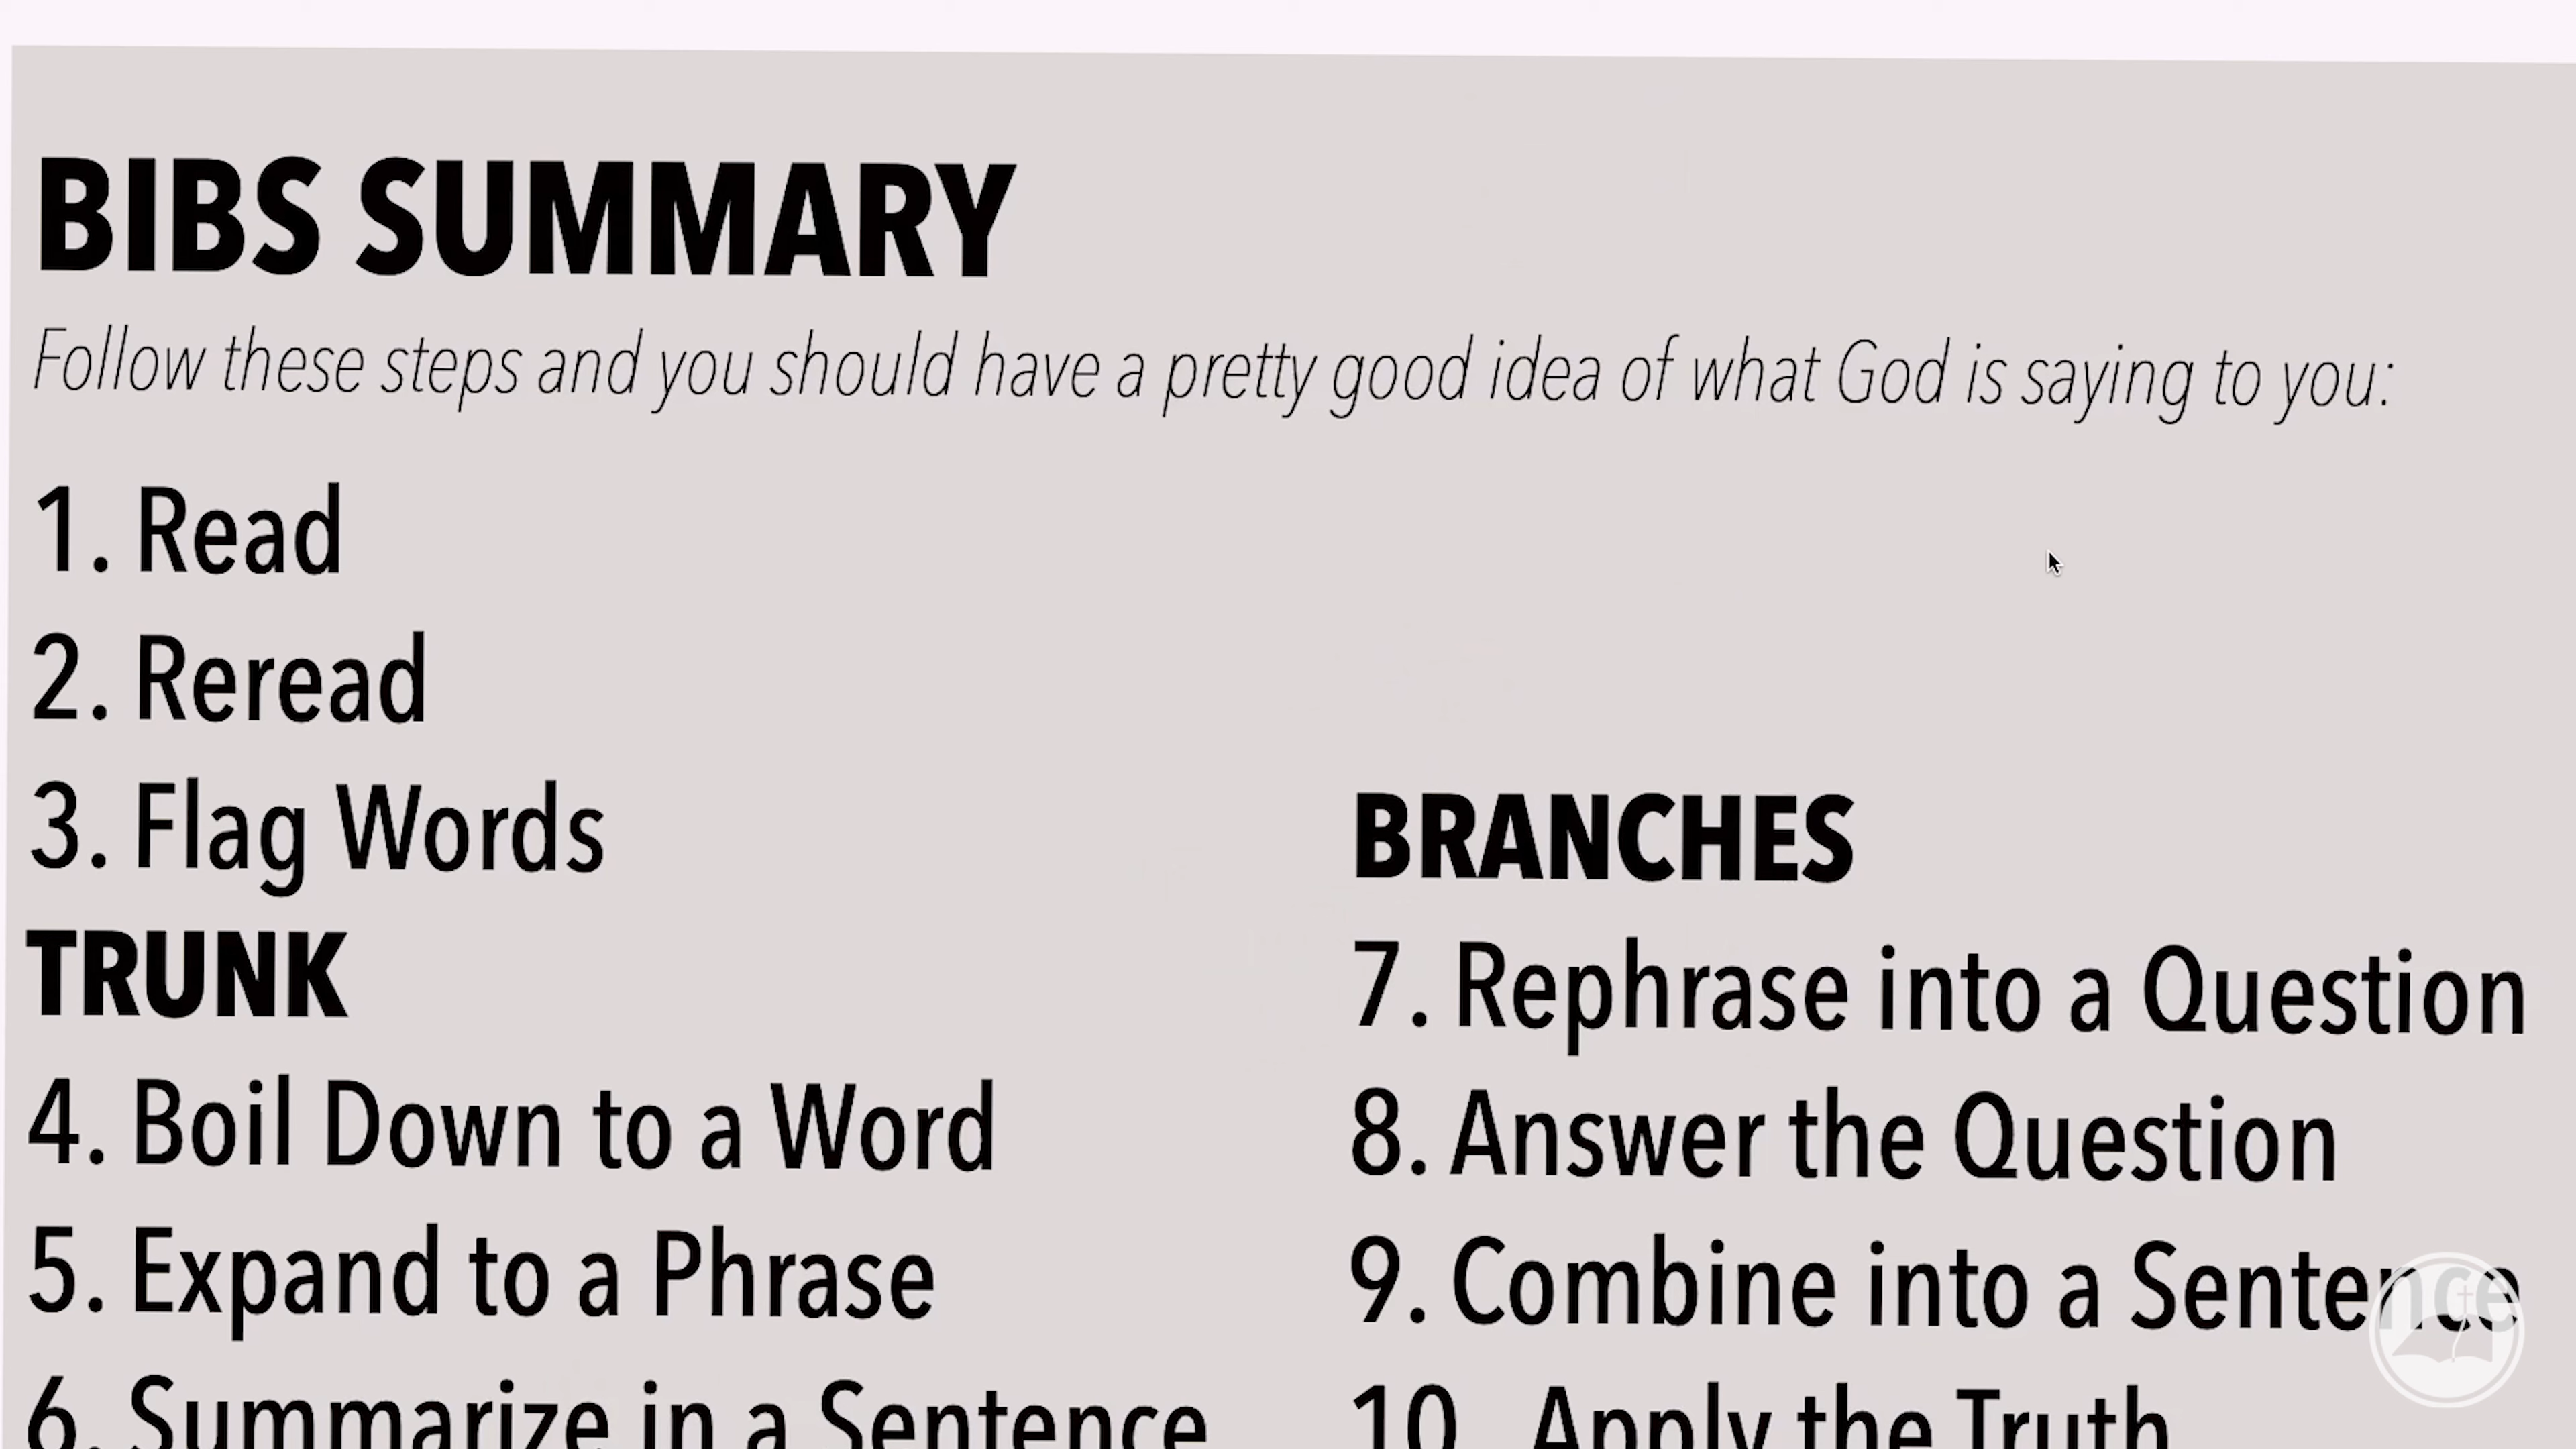 BIBS SUMMARY
Follow these steps and you should have a pretty good idea of what God is saying to you:
1. Read
2. Reread
3. Flag Words
TRUNK
4. Boil Down to a Word
5. Expand to a Phrase
6. Summarize in a Sentence
BRANCHES
7. Rephrase into a Question
8. Answer the Question
9. Combine into a Sentence
10. Apply the Truth